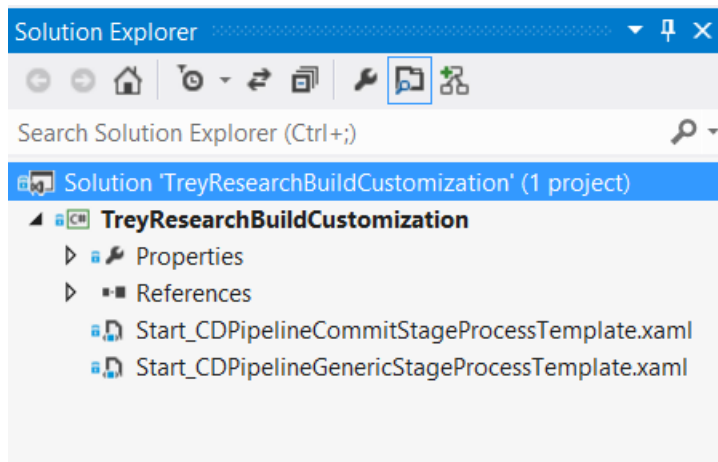 Solution Explorer
Search Solution Explorer (Ctrl+;)
Solution 'TreyResearchBuildCustomization' (1 project)
C#
TreyResearchBuildCustomization
Properties
References
Start_CDPipelineCommitStageProcessTemplate.xaml
Start_CDPipelineGenericStageProcessTemplate.xaml